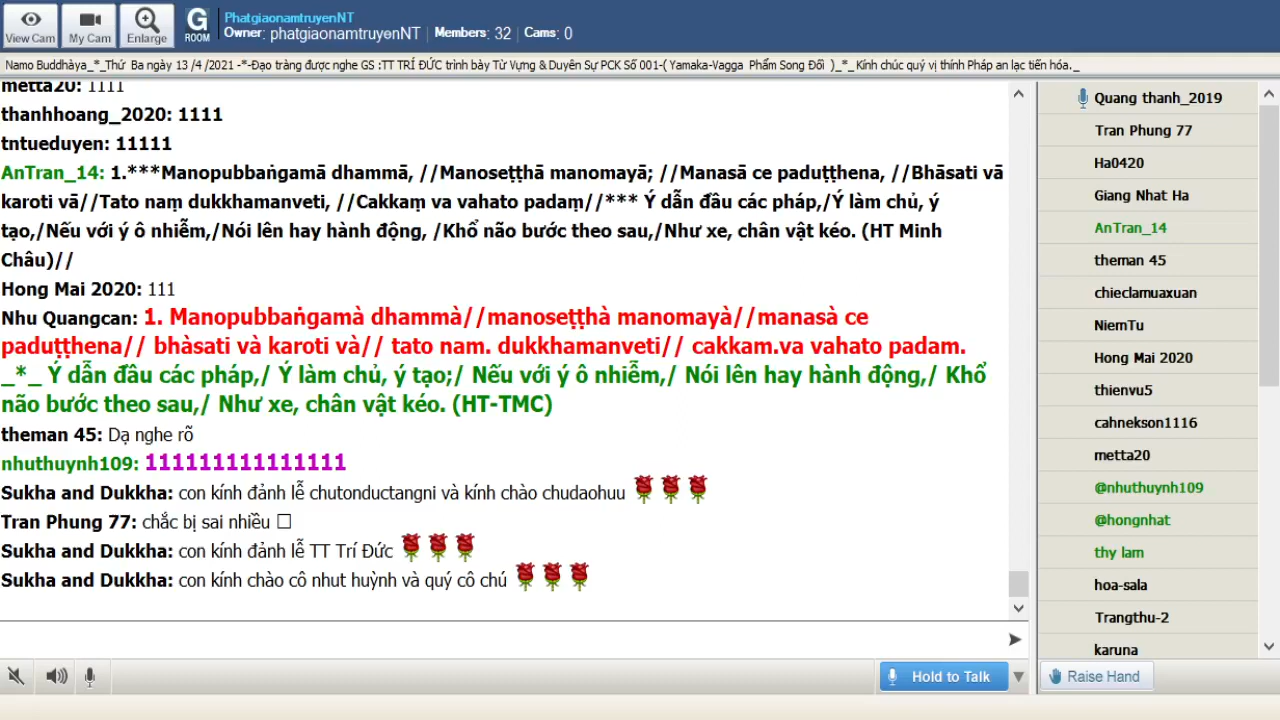 View Cam
My Cam
Enlarge
G
ROOM
PhatgiaonamtruyenNT
Owner: phatgiaonamtruyenNT Members: 32 Cams: 0
Namo Buddhàya_*_Thứ Ba ngày 13 /4 /2021 -*-Đạo tràng được nghe GS :TT TRÍ ĐỨC trình bày Từ Vựng & Duyên Sự PCK Số 001-( Yamaka-Vagga Phẩm Song Đối )_*_ Kính chúc quý vị thính Pháp an lạc tiến hóa._
metta20: 1111
thanhhoang_2020: 1111
tntueduyen: 11111
AnTran_14: 1.***Manopubbaṅgamā dhammā, //Manoseṭṭhā manomayā; //Manasā ce paduṭṭhena, //Bhāsati vā
karoti vā//Tato naṃ dukkhamanveti, //Cakkaṃ va vahato padaṃ//*** Ý dẫn đầu các pháp,/Ý làm chủ, ý
tạo,/Nếu với ý ô nhiễm,/Nói lên hay hành động, /Khổ não bước theo sau,/Như xe, chân vật kéo. (HT Minh
Châu)//
Hong Mai 2020: 111
Nhu Quangcan: 1. Manopubbaṅgamà dhammà//manoseṭṭhà manomayà//manasà ce
paduṭṭhena// bhàsati và karoti và// tato nam. dukkhamanveti// cakkam.va vahato padam.
_*_ Ý dẫn đầu các pháp,/ Ý làm chủ, ý tạo;/ Nếu với ý ô nhiễm,/ Nói lên hay hành động,/ Khổ
não bước theo sau,/ Như xe, chân vật kéo. (HT-TMC)
theman 45: Dạ nghe rõ
nhuthuynh109: 111111111111111
Sukha and Dukkha: con kính đảnh lễ chutonductangni và kính chào chudaohuu
Tran Phung 77: chắc bị sai nhiều □
Sukha and Dukkha: con kính đảnh lễ TT Trí Đức
Sukha and Dukkha: con kính chào cô nhut huỳnh và quý cô chú
Hold to Talk
Quang thanh_2019
Tran Phung 77
Ha0420
Giang Nhat Ha
AnTran_14
theman 45
chieclamuaxuan
NiemTu
Hong Mai 2020
thienvu5
cahnekson1116
metta20
@nhuthuynh109
@hongnhat
thy lam
hoa-sala
Trangthu-2
karuna
Raise Hand